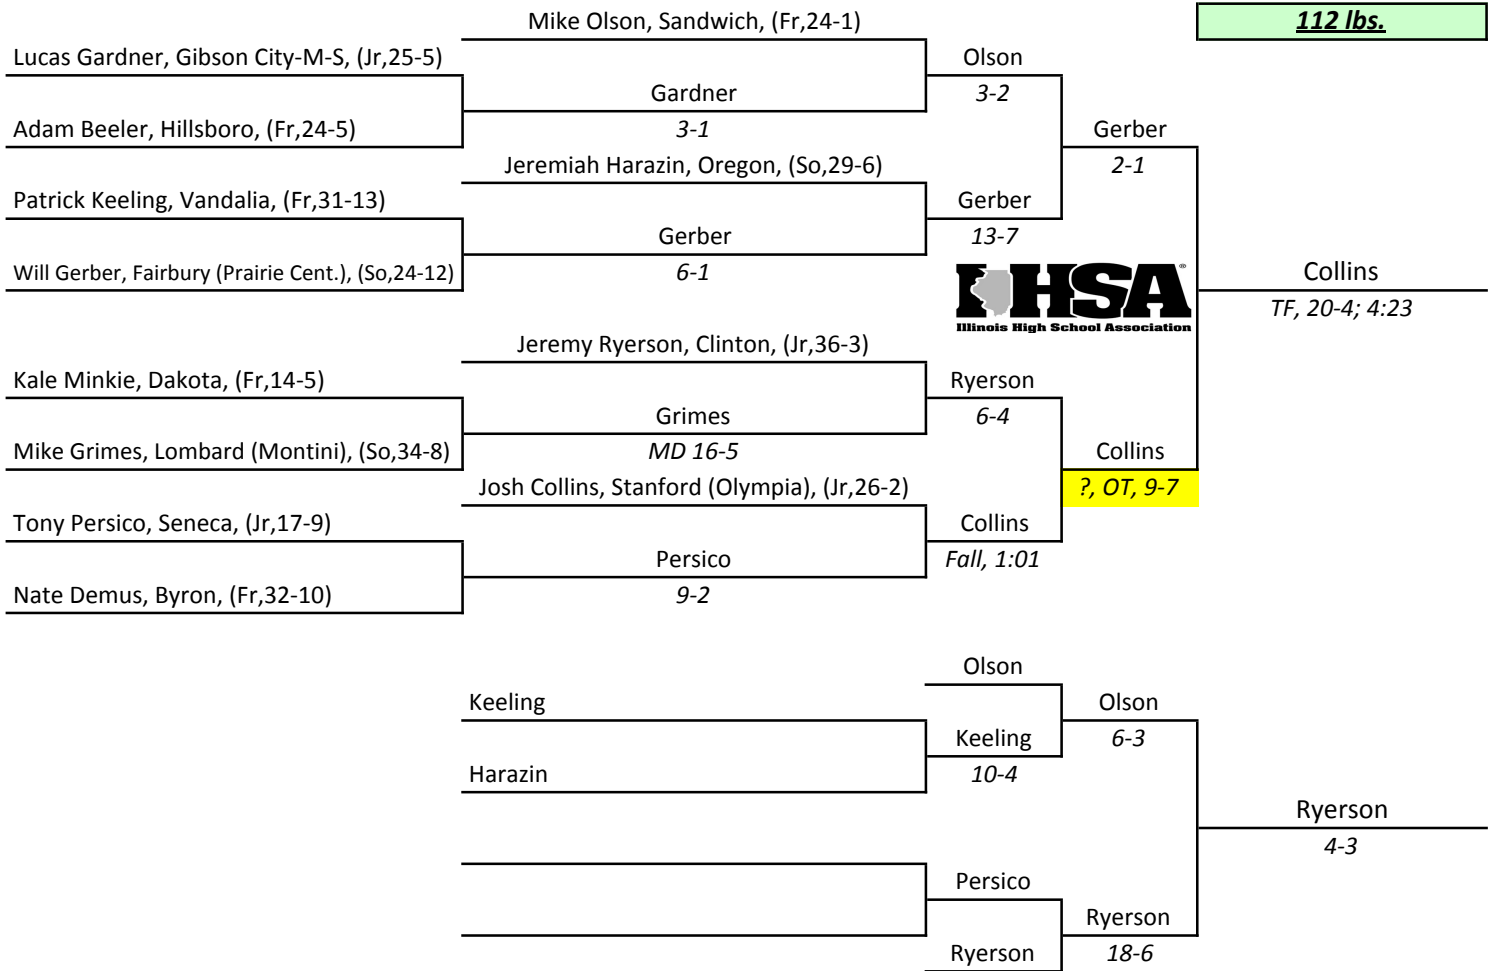 Mike Olson, Sandwich, (Fr,24-1)
112 lbs.
Lucas Gardner, Gibson City-M-S, (Jr,25-5)
Olson
Gardner
3-2
Adam Beeler, Hillsboro, (Fr,24-5)
3-1
Gerber
Jeremiah Harazin, Oregon, (So,29-6)
2-1
Patrick Keeling, Vandalia, (Fr,31-13)
Gerber
Gerber
13-7
Will Gerber, Fairbury (Prairie Cent.), (So,24-12)
6-1
IHSA®
Illinois High School Association
Collins
TF, 20-4; 4:23
Jeremy Ryerson, Clinton, (Jr,36-3)
Kale Minkie, Dakota, (Fr,14-5)
Ryerson
Grimes
6-4
Mike Grimes, Lombard (Montini), (So,34-8)
MD 16-5
Collins
Josh Collins, Stanford (Olympia), (Jr,26-2)
?, OT, 9-7
Tony Persico, Seneca, (Jr,17-9)
Collins
Persico
Fall, 1:01
Nate Demus, Byron, (Fr,32-10)
9-2
Olson
Keeling
Olson
Keeling
6-3
Harazin
10-4
Ryerson
4-3
Persico
Ryerson
Ryerson
18-6